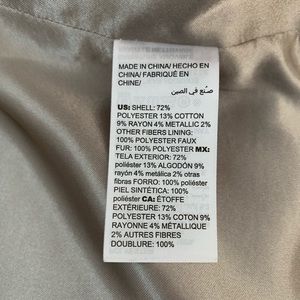 MADE IN CHINA/ HECHO EN
CHINA/ FABRIQUÉ EN
CHINE/
صنع في الصين
US: SHELL: 72%
POLYESTER 13% COTTON
9% RAYON 4% METALLIC 2%
OTHER FIBERS LINING:
100% POLYESTER FAUX
FUR: 100% POLYESTER MX:
TELA EXTERIOR: 72%
poliéster 13% ALGODÓN 9%
rayón 4% metálica 2% otras
fibras FORRO: 100% poliéster
PIEL SINTÉTICA: 100%
poliéster CA: ÉTOFFE
EXTÉRIEURE: 72%
POLYESTER 13% COTON 9%
RAYONNE 4% MÉTALLIQUE
2% AUTRES FIBRES
DOUBLURE: 100%